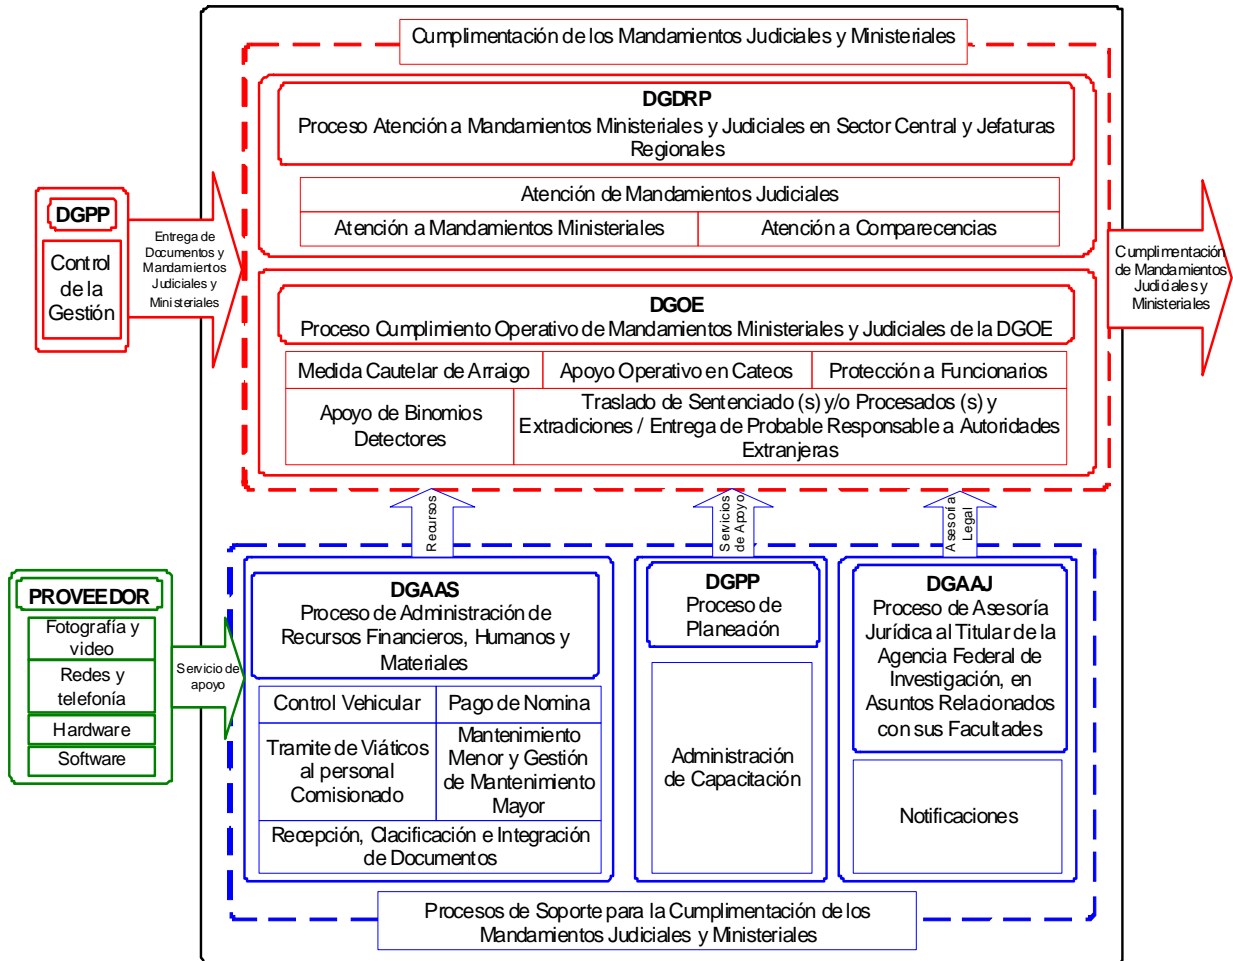 Cumplimentación de los Mandamientos Judiciales y Ministeriales
DGDRP
Proceso Atención a Mandamientos Ministeriales y Judiciales en Sector Central y Jefaturas
Regionales
Atención de Mandamientos Judiciales
Atención a Mandamientos Ministeriales
Atención a Comparecencias
DGPP
Control
de la
Gestión
Entrega de
Documentos y
Mandamientos
Judiciales y
Ministeriales
DGOE
Proceso Cumplimiento Operativo de Mandamientos Ministeriales y Judiciales de la DGOE
Medida Cautelar de Arraigo
Apoyo Operativo en Cateos
Protección a Funcionarios
Apoyo de Binomios
Detectores
Traslado de Sentenciado (s) y/o Procesados (s) y
Extradiciones / Entrega de Probable Responsable a Autoridades
Extranjeras
Cumplimentación
de Mandamientos
Judiciales y
Ministeriales
Recursos
Servicios
de Apoyo
Asesoría
Legal
PROVEEDOR
Fotografía y
video
Redes y
telefonía
Hardware
Software
Servicio de
apoyo
DGAAS
Proceso de Administración de
Recursos Financieros, Humanos y
Materiales
Control Vehicular
Pago de Nomina
Tramite de Viáticos
al personal
Comisionado
Mantenimiento
Menor y Gestión
de Mantenimiento
Mayor
Recepción, Clacificación e Integración
de Documentos
DGPP
Proceso de
Planeación
Administración
de Capacitación
DGAAJ
Proceso de Asesoría
Jurídica al Titular de la
Agencia Federal de
Investigación, en
Asuntos Relacionados
con sus Facultades
Notificaciones
Procesos de Soporte para la Cumplimentación de los
Mandamientos Judiciales y Ministeriales